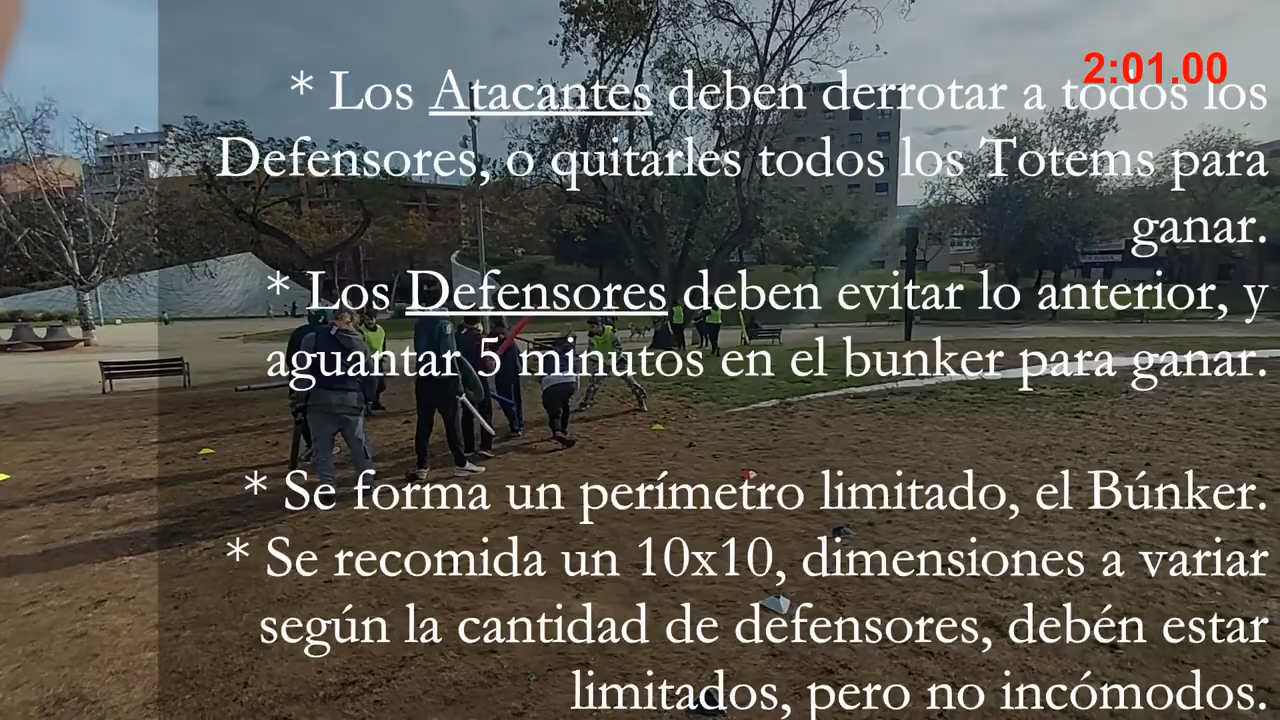 2:01.00
* Los Atacantes deben derrotar a todos los
Defensores, o quitarles todos los Totems para
ganar.
* Los Defensores deben evitar lo anterior, y
aguantar 5 minutos en el bunker para ganar.
* Se forma un perímetro limitado, el Búnker.
* Se recomida un 10x10, dimensiones a variar
según la cantidad de defensores, debén estar
limitados, pero no incómodos.